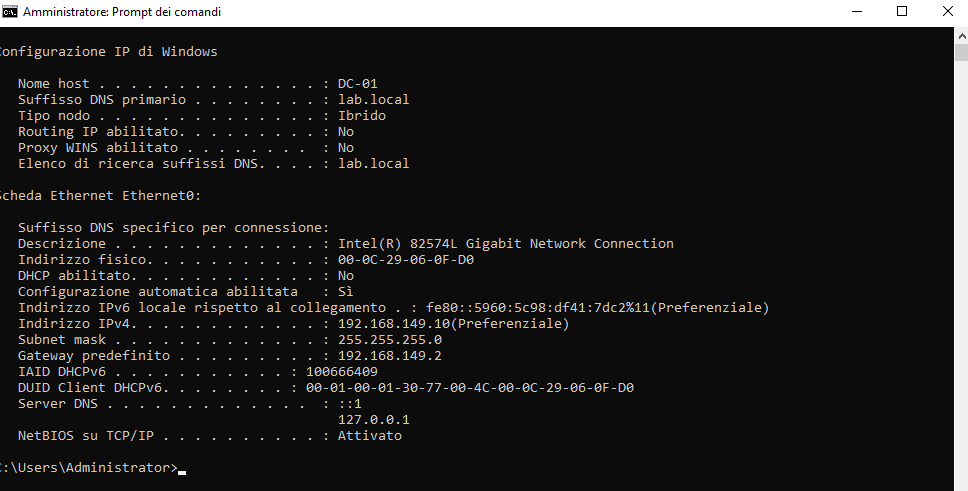 Amministratore: Prompt dei comandi
Configurazione IP di Windows
Nome host . . . . . . . . . . . . . . : DC-01
Suffisso DNS primario . . . . . . . . : lab.local
Tipo nodo . . . . . . . . . . . . . . : Ibrido
Routing IP abilitato. . . . . . . . . : No
Proxy WINS abilitato . . . . . . . . : No
Elenco di ricerca suffissi DNS. . . . : lab.local
Scheda Ethernet Ethernet0:
Suffisso DNS specifico per connessione:
Descrizione . . . . . . . . . . . . . : Intel(R) 82574L Gigabit Network Connection
Indirizzo fisico. . . . . . . . . . . : 00-0C-29-06-0F-D0
DHCP abilitato. . . . . . . . . . . . : No
Configurazione automatica abilitata : Sì
Indirizzo IPv6 locale rispetto al collegamento . : fe80::5960:5c98:df41:7dc2%11(Preferenziale)
Indirizzo IPv4. . . . . . . . . . . . : 192.168.149.10(Preferenziale)
Subnet mask . . . . . . . . . . . . . : 255.255.255.0
Gateway predefinito . . . . . . . . . : 192.168.149.2
IAID DHCPv6 . . . . . . . . . . . : 100666409
DUID Client DHCPv6. . . . . . . . : 00-01-00-01-30-77-00-4C-00-0C-29-06-0F-D0
Server DNS . . . . . . . . . . . . . : ::1
127.0.0.1
NetBIOS su TCP/IP . . . . . . . . . . : Attivato
C:\Users\Administrator>